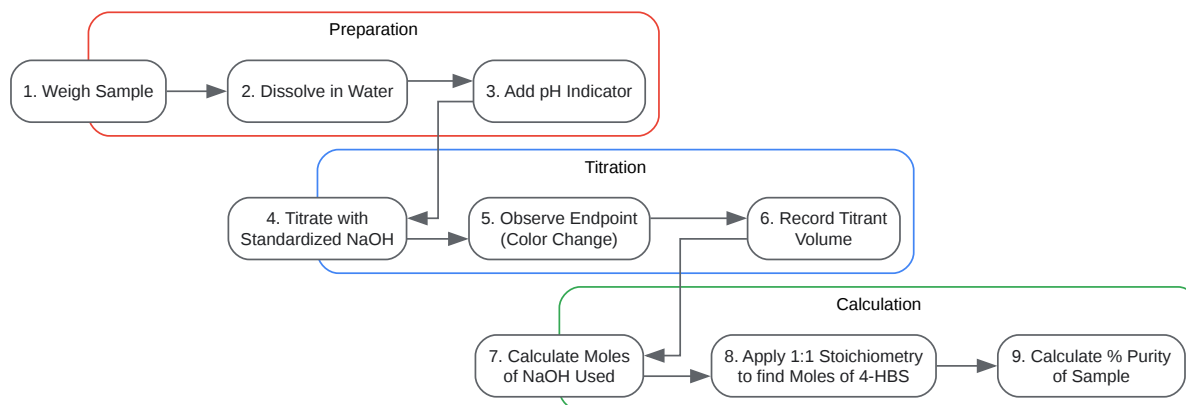 Preparation
1. Weigh Sample
2. Dissolve in Water
3. Add pH Indicator
Titration
4. Titrate with
Standardized NaOH
5. Observe Endpoint
(Color Change)
6. Record Titrant
Volume
Calculation
7. Calculate Moles
of NaOH Used
8. Apply 1:1 Stoichiometry
to find Moles of 4-HBS
9. Calculate % Purity
of Sample